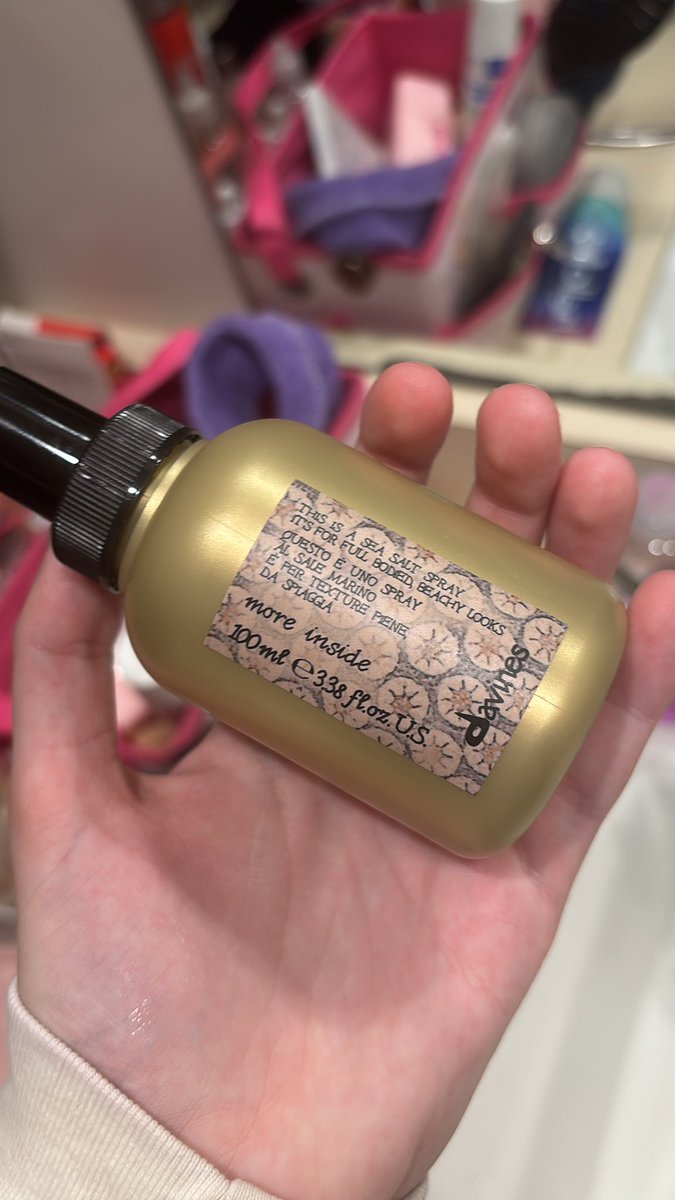 THIS IS A SEA SALT SPRAY
IT'S FOR FULL BODIED, BEACHY LOOKS
QUESTO È UNO SPRAY
AL SALE MARINO
E PER TEXTURE PIENE
DA SPIAGGIA
more inside
100ml ℮ 3.38 fl.oz.U.S.
davines